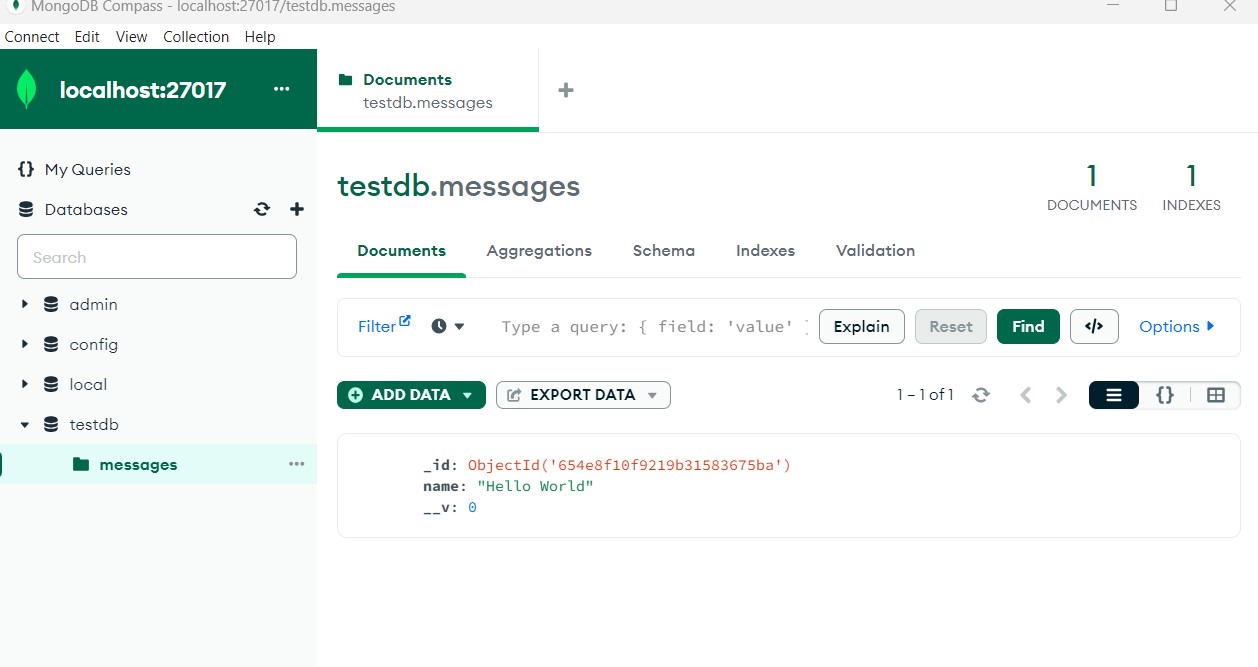 MongoDB Compass - localhost:27017/testdb.messages
Connect Edit View Collection Help
localhost:27017 ...
Documents
testdb.messages
+
{} My Queries
Databases
Search
admin
config
local
testdb
messages ...
testdb.messages
1
DOCUMENTS
1
INDEXES
Documents Aggregations Schema Indexes Validation
Filter Type a query: { field: 'value' } Explain Reset Find </> Options
ADD DATA EXPORT DATA 1 – 1 of 1 {}
_id: ObjectId('654e8f10f9219b31583675ba')
name: "Hello World"
__v: 0